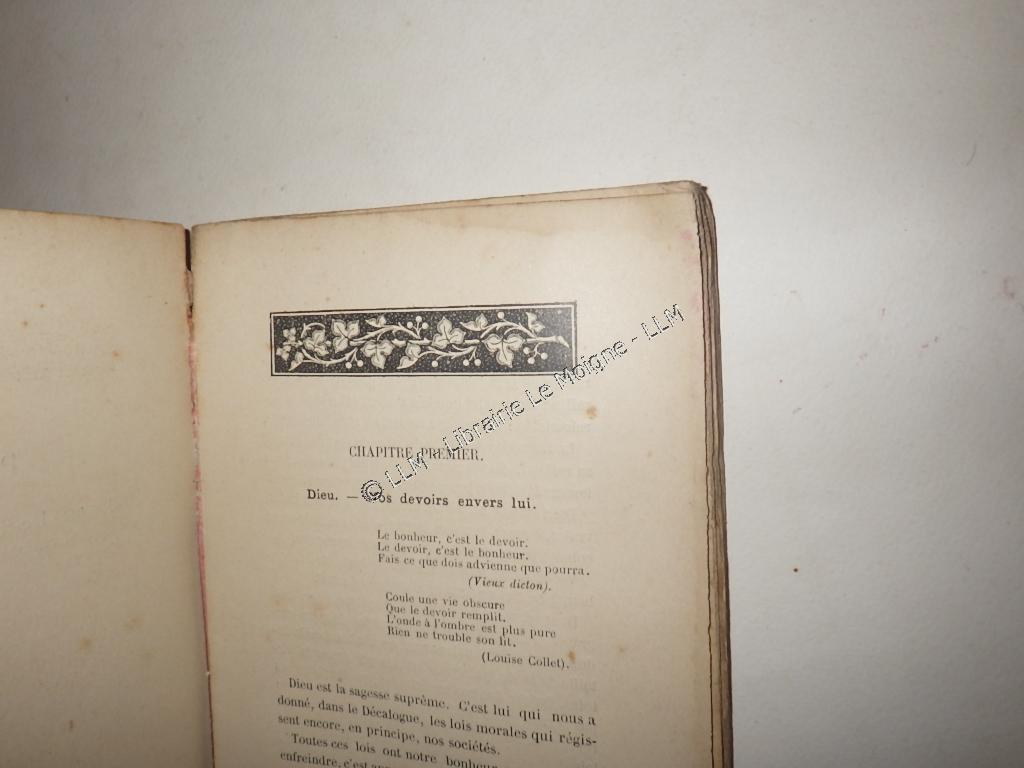 CHAPITRE PREMIER.
Dieu. — Nos devoirs envers lui.
Le bonheur, c'est le devoir.
Le devoir, c'est le bonheur.
Fais ce que dois advienne que pourra.
(Vieux dicton).
Coule une vie obscure
Que le devoir remplit.
L'onde à l'ombre est plus pure
Rien ne trouble son lit.
(Louise Collet).
Dieu est la sagesse suprême. C'est lui qui nous a
donné, dans le Décalogue, les lois morales qui régis-
sent encore, en principe, nos sociétés.
Toutes ces lois ont notre bonheur
enfreindre, c'est
© LLM - Librairie Le Moigne - LLM